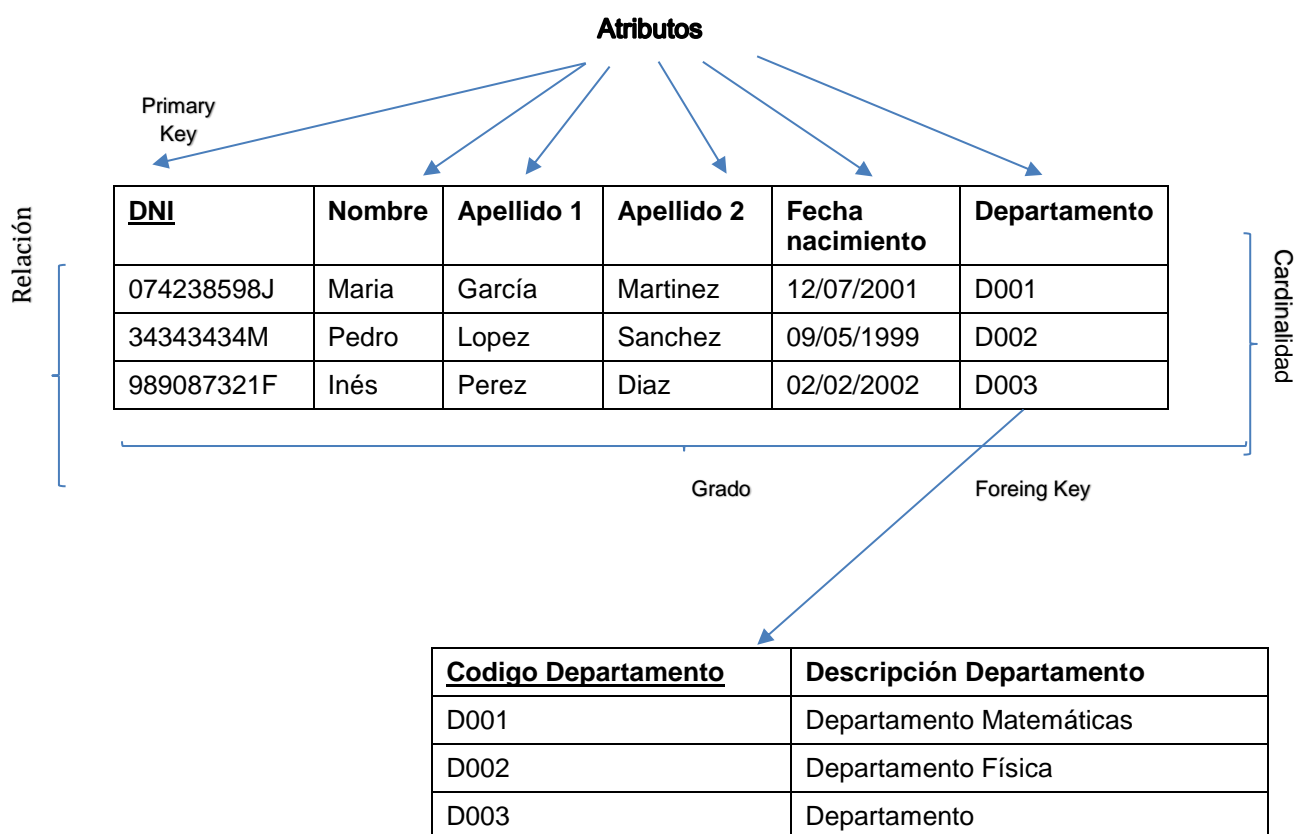 Atributos
Primary
Key
Relación
DNI Nombre Apellido 1 Apellido 2 Fecha nacimiento Departamento
074238598J Maria García Martinez 12/07/2001 D001
34343434M Pedro Lopez Sanchez 09/05/1999 D002
989087321F Inés Perez Diaz 02/02/2002 D003
Cardinalidad
Grado
Foreing Key
Codigo Departamento Descripción Departamento
D001 Departamento Matemáticas
D002 Departamento Física
D003 Departamento